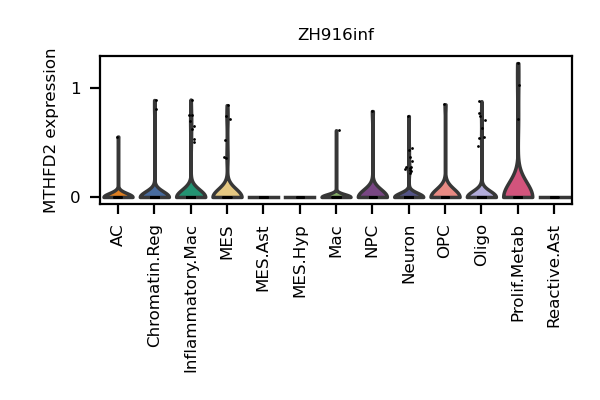 ZH916inf
MTHFD2 expression
1
0
AC
Chromatin.Reg
Inflammatory.Mac
MES
MES.Ast
MES.Hyp
Mac
NPC
Neuron
OPC
Oligo
Prolif.Metab
Reactive.Ast